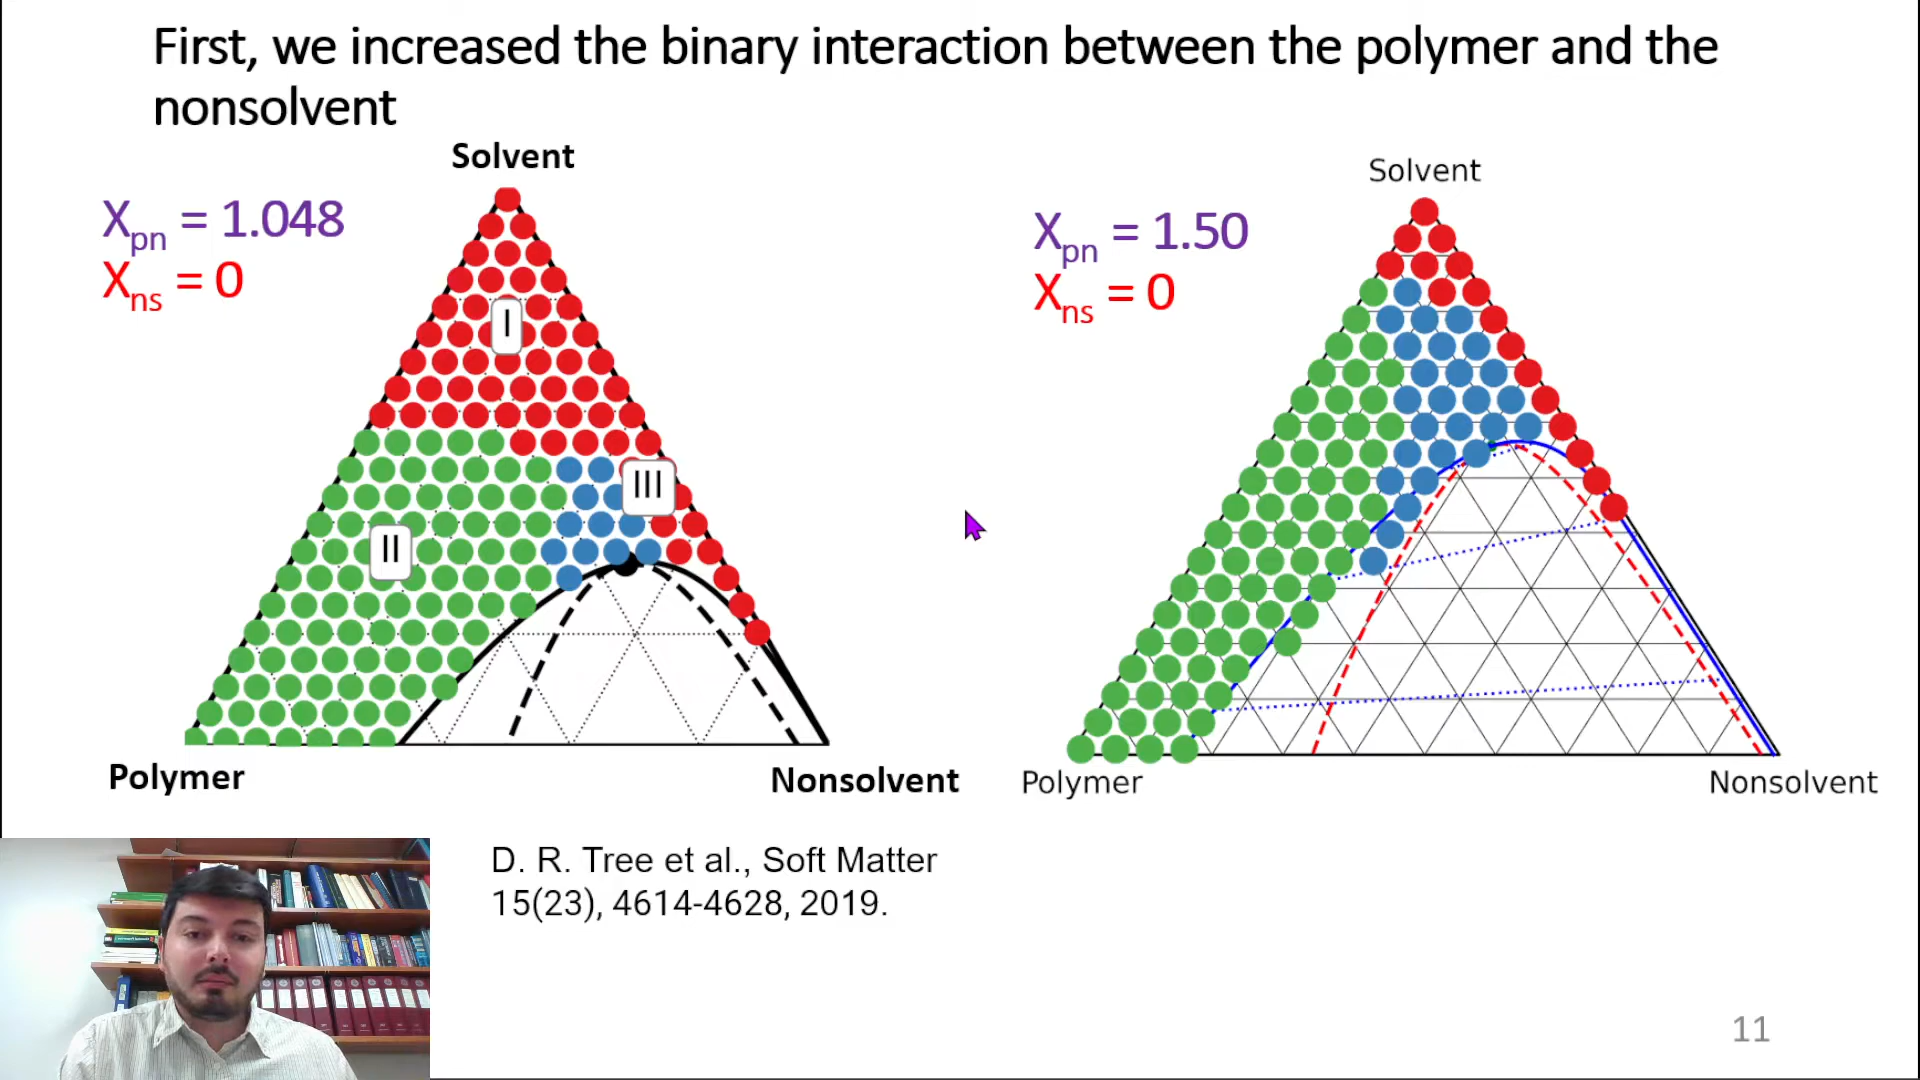 First, we increased the binary interaction between the polymer and the
nonsolvent
Solvent
Xpn = 1.048
Xns = 0
I
II
III
Polymer
Nonsolvent
Solvent
Xpn = 1.50
Xns = 0
Polymer
Nonsolvent
D. R. Tree et al., Soft Matter
15(23), 4614-4628, 2019.
11